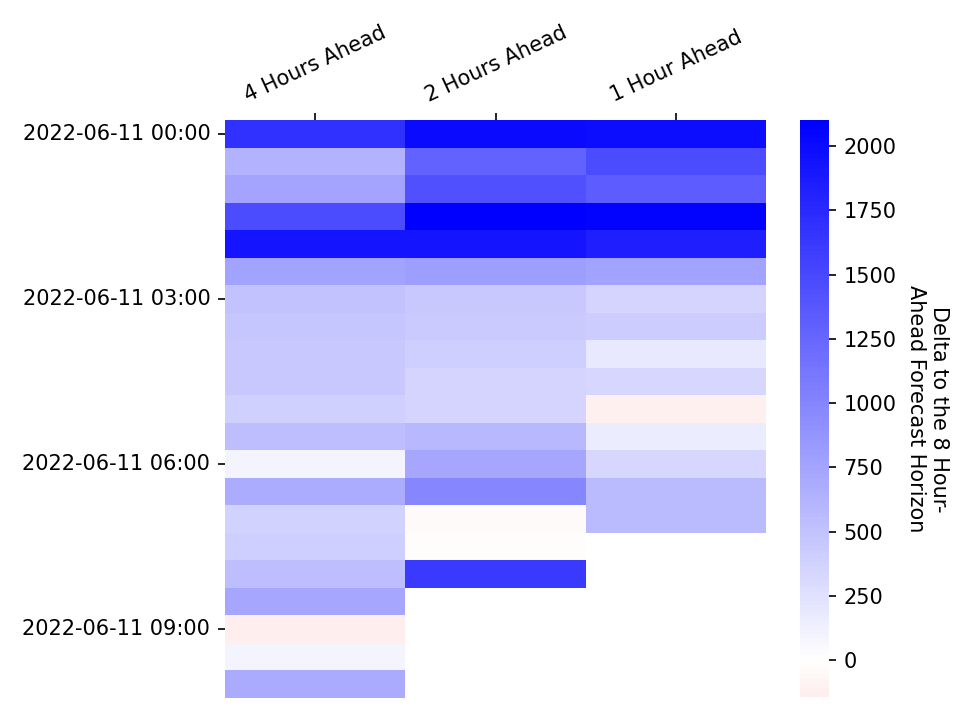 4 Hours Ahead
2 Hours Ahead
1 Hour Ahead
2022-06-11 00:00
2022-06-11 03:00
2022-06-11 06:00
2022-06-11 09:00
2000
1750
1500
1250
1000
750
500
250
0
Delta to the 8 Hour-
Ahead Forecast Horizon